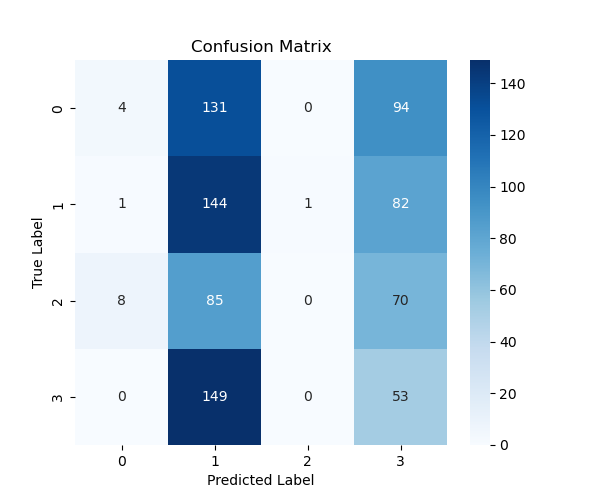 Confusion Matrix
0 4 131 0 94
1 1 144 1 82
2 8 85 0 70
3 0 149 0 53
0 1 2 3
Predicted Label
True Label
140
120
100
80
60
40
20
0